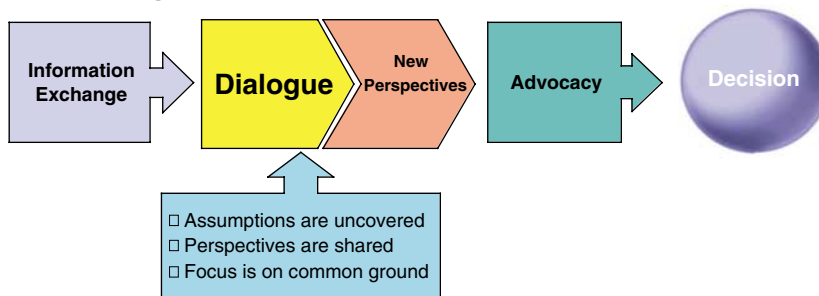 Information
Exchange
Dialogue
New
Perspectives
Advocacy
Decision
□ Assumptions are uncovered
□ Perspectives are shared
□ Focus is on common ground